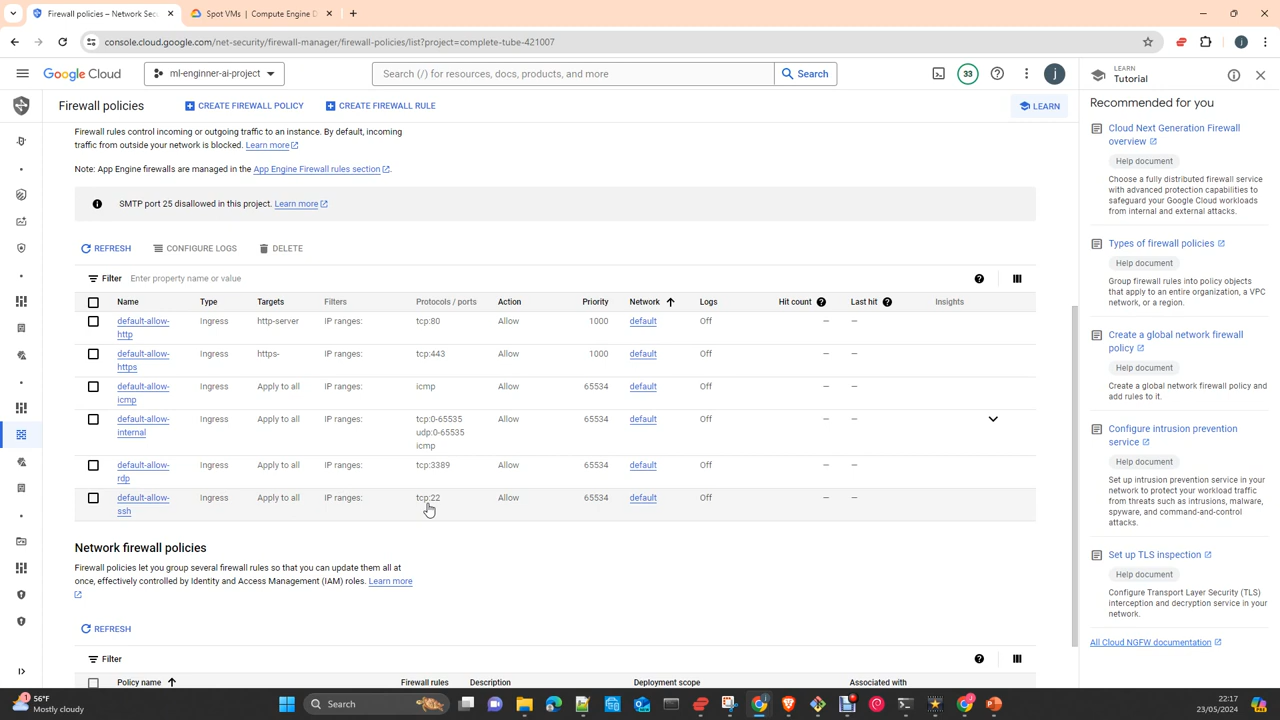 Firewall policies – Network Sec
Spot VMs | Compute Engine D
console.cloud.google.com/net-security/firewall-manager/firewall-policies/list?project=complete-tube-421007
Google Cloud
ml-enginner-ai-project
Search (/) for resources, docs, products, and more
Search
33
j
LEARN
Tutorial
Firewall policies
CREATE FIREWALL POLICY
CREATE FIREWALL RULE
LEARN
Firewall rules control incoming or outgoing traffic to an instance. By default, incoming
traffic from outside your network is blocked. Learn more
Note: App Engine firewalls are managed in the App Engine Firewall rules section.
SMTP port 25 disallowed in this project. Learn more
REFRESH CONFIGURE LOGS DELETE
Filter Enter property name or value
Name Type Targets Filters Protocols / ports Action Priority Network Logs Hit count Last hit Insights
default-allow-http Ingress http-server IP ranges: tcp:80 Allow 1000 default Off – –
default-allow-https Ingress https- IP ranges: tcp:443 Allow 1000 default Off – –
default-allow-icmp Ingress Apply to all IP ranges: icmp Allow 65534 default Off – –
default-allow-internal Ingress Apply to all IP ranges: tcp:0-65535 udp:0-65535 icmp Allow 65534 default Off – –
default-allow-rdp Ingress Apply to all IP ranges: tcp:3389 Allow 65534 default Off – –
default-allow-ssh Ingress Apply to all IP ranges: tcp:22 Allow 65534 default Off – –
Network firewall policies
Firewall policies let you group several firewall rules so that you can update them all at
once, effectively controlled by Identity and Access Management (IAM) roles. Learn more
REFRESH
Filter
Policy name Firewall rules Description Deployment scope Associated with
Recommended for you
Cloud Next Generation Firewall
overview
Help document
Choose a fully distributed firewall service
with advanced protection capabilities to
safeguard your Google Cloud workloads
from internal and external attacks.
Types of firewall policies
Help document
Group firewall rules into policy objects
that apply to an entire organization, a VPC
network, or a region.
Create a global network firewall
policy
Help document
Create a global network firewall policy and
add rules to it.
Configure intrusion prevention
service
Help document
Set up intrusion prevention service in your
network to protect your workload traffic
from threats such as intrusions, malware,
spyware, and command-and-control
attacks.
Set up TLS inspection
Help document
Configure Transport Layer Security (TLS)
interception and decryption service in your
network.
All Cloud NGFW documentation
56°F
Mostly cloudy
Search
22:17
23/05/2024